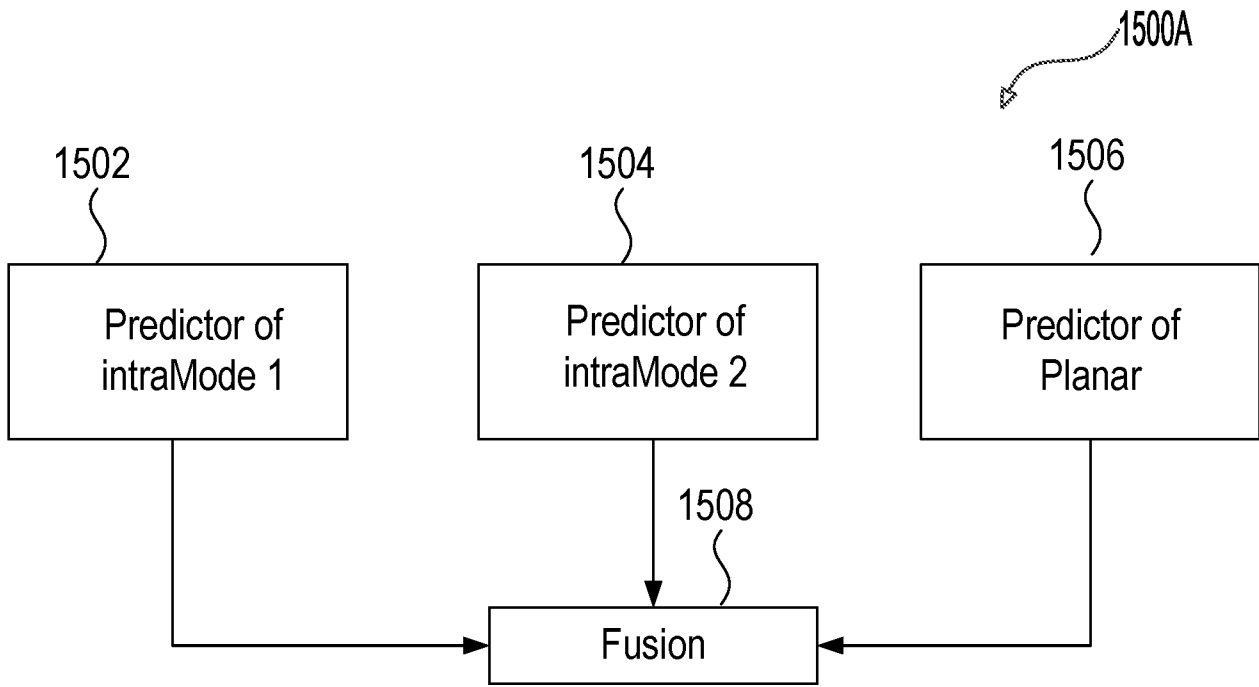 1500A
1502
1504
1506
Predictor of
intraMode 1
Predictor of
intraMode 2
Predictor of
Planar
1508
Fusion